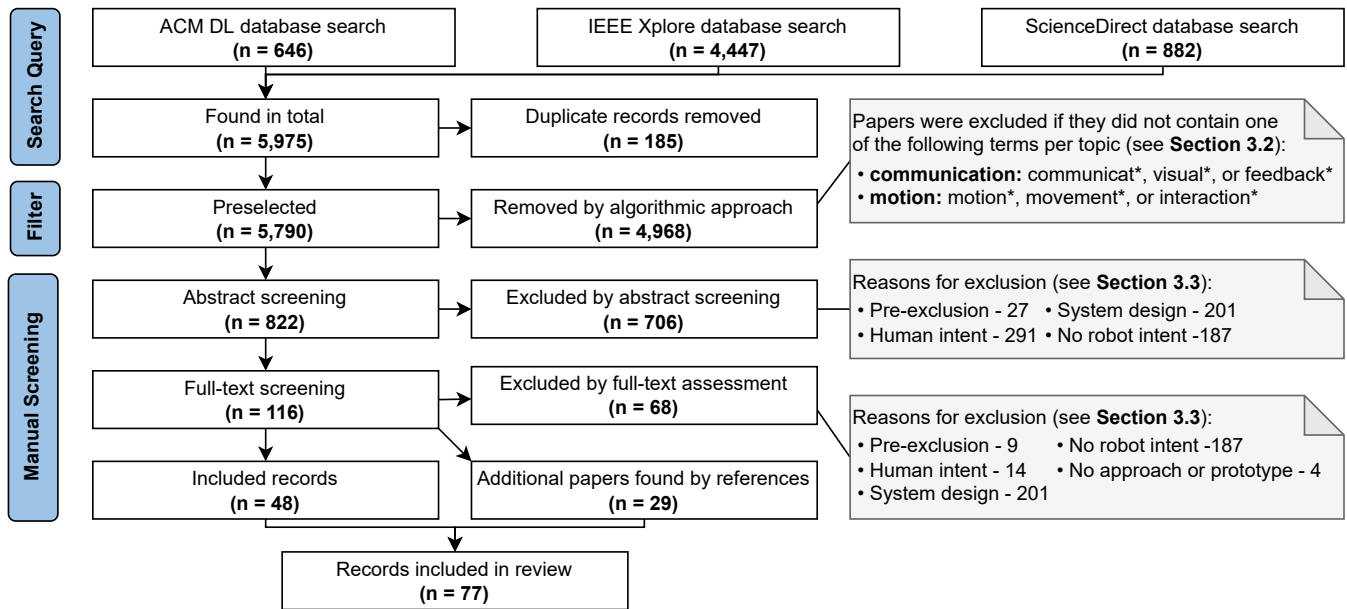 Search Query
ACM DL database search
(n = 646)
IEEE Xplore database search
(n = 4,447)
ScienceDirect database search
(n = 882)
Found in total
(n = 5,975)
Duplicate records removed
(n = 185)
Papers were excluded if they did not contain one
of the following terms per topic (see Section 3.2):
• communication: communicat*, visual*, or feedback*
• motion: motion*, movement*, or interaction*
Filter
Preselected
(n = 5,790)
Removed by algorithmic approach
(n = 4,968)
Manual Screening
Abstract screening
(n = 822)
Excluded by abstract screening
(n = 706)
Reasons for exclusion (see Section 3.3):
• Pre-exclusion - 27 • System design - 201
• Human intent - 291 • No robot intent -187
Full-text screening
(n = 116)
Excluded by full-text assessment
(n = 68)
Reasons for exclusion (see Section 3.3):
• Pre-exclusion - 9 • No robot intent -187
• Human intent - 14 • No approach or prototype - 4
• System design - 201
Included records
(n = 48)
Additional papers found by references
(n = 29)
Records included in review
(n = 77)